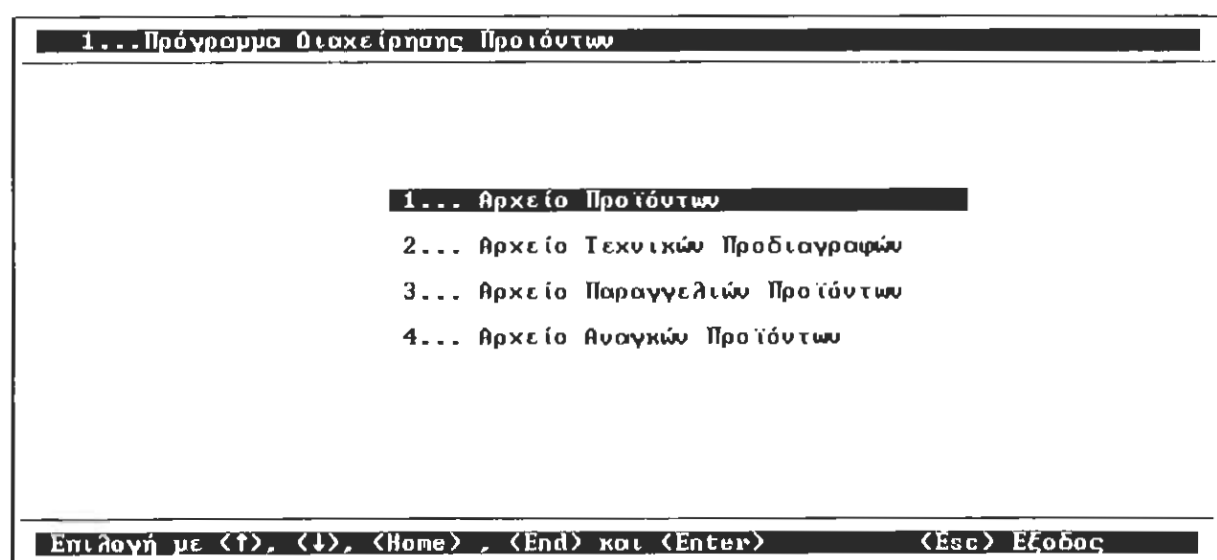 1...Πρόγραμμα Διαχείρησης Προιόντων
1... Αρχείο Προϊόντων
2... Αρχείο Τεχνικών Προδιαγραφών
3... Αρχείο Παραγγελιών Προϊόντων
4... Αρχείο Αναγκών Προϊόντων
Επιλογή με <↑>, <↓>, <Home> , <End> και <Enter> <Esc> Εξοδος